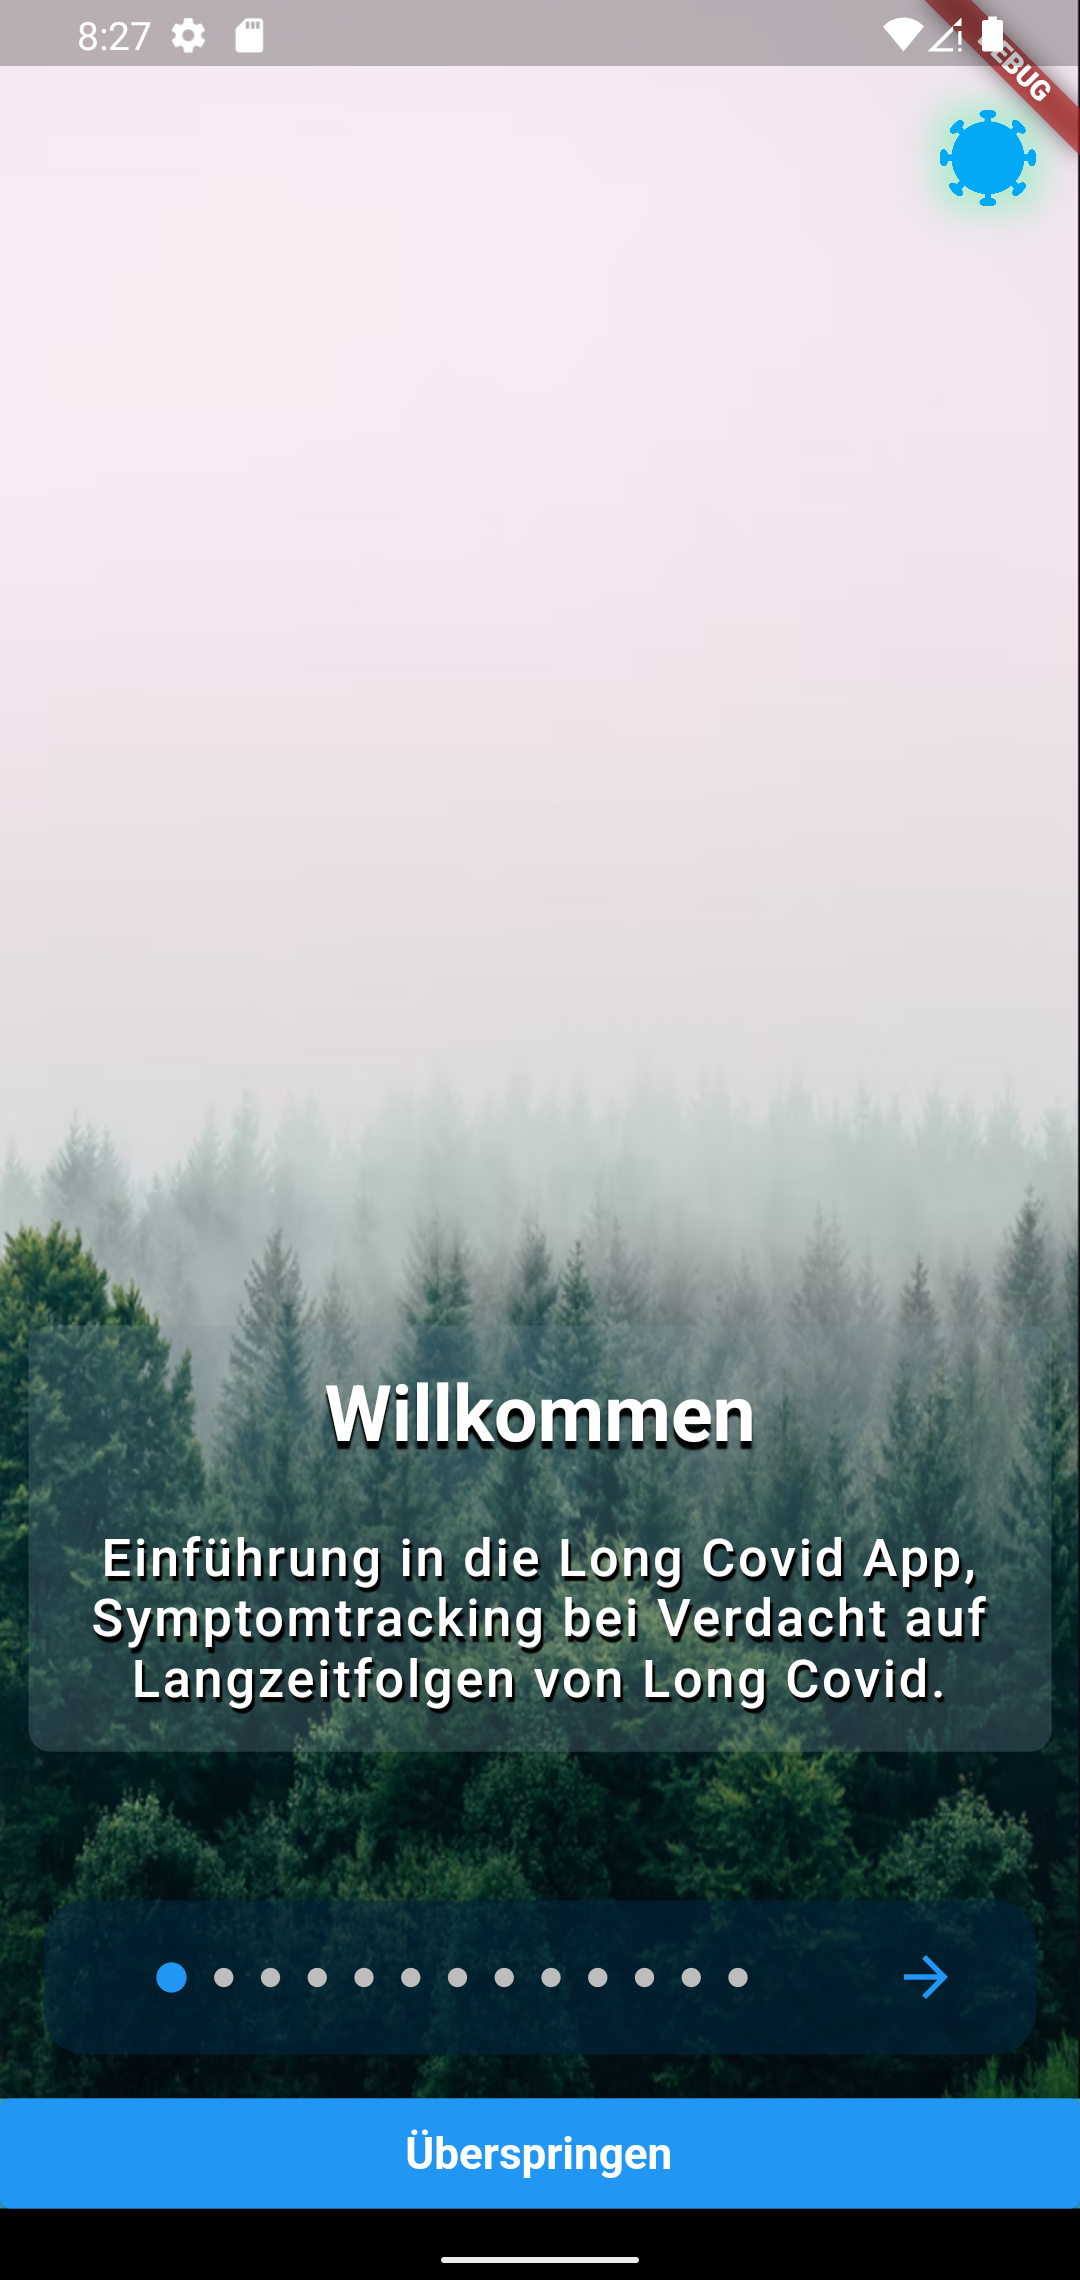 8:27
DEBUG
Willkommen
Einführung in die Long Covid App,
Symptomtracking bei Verdacht auf
Langzeitfolgen von Long Covid.
Überspringen